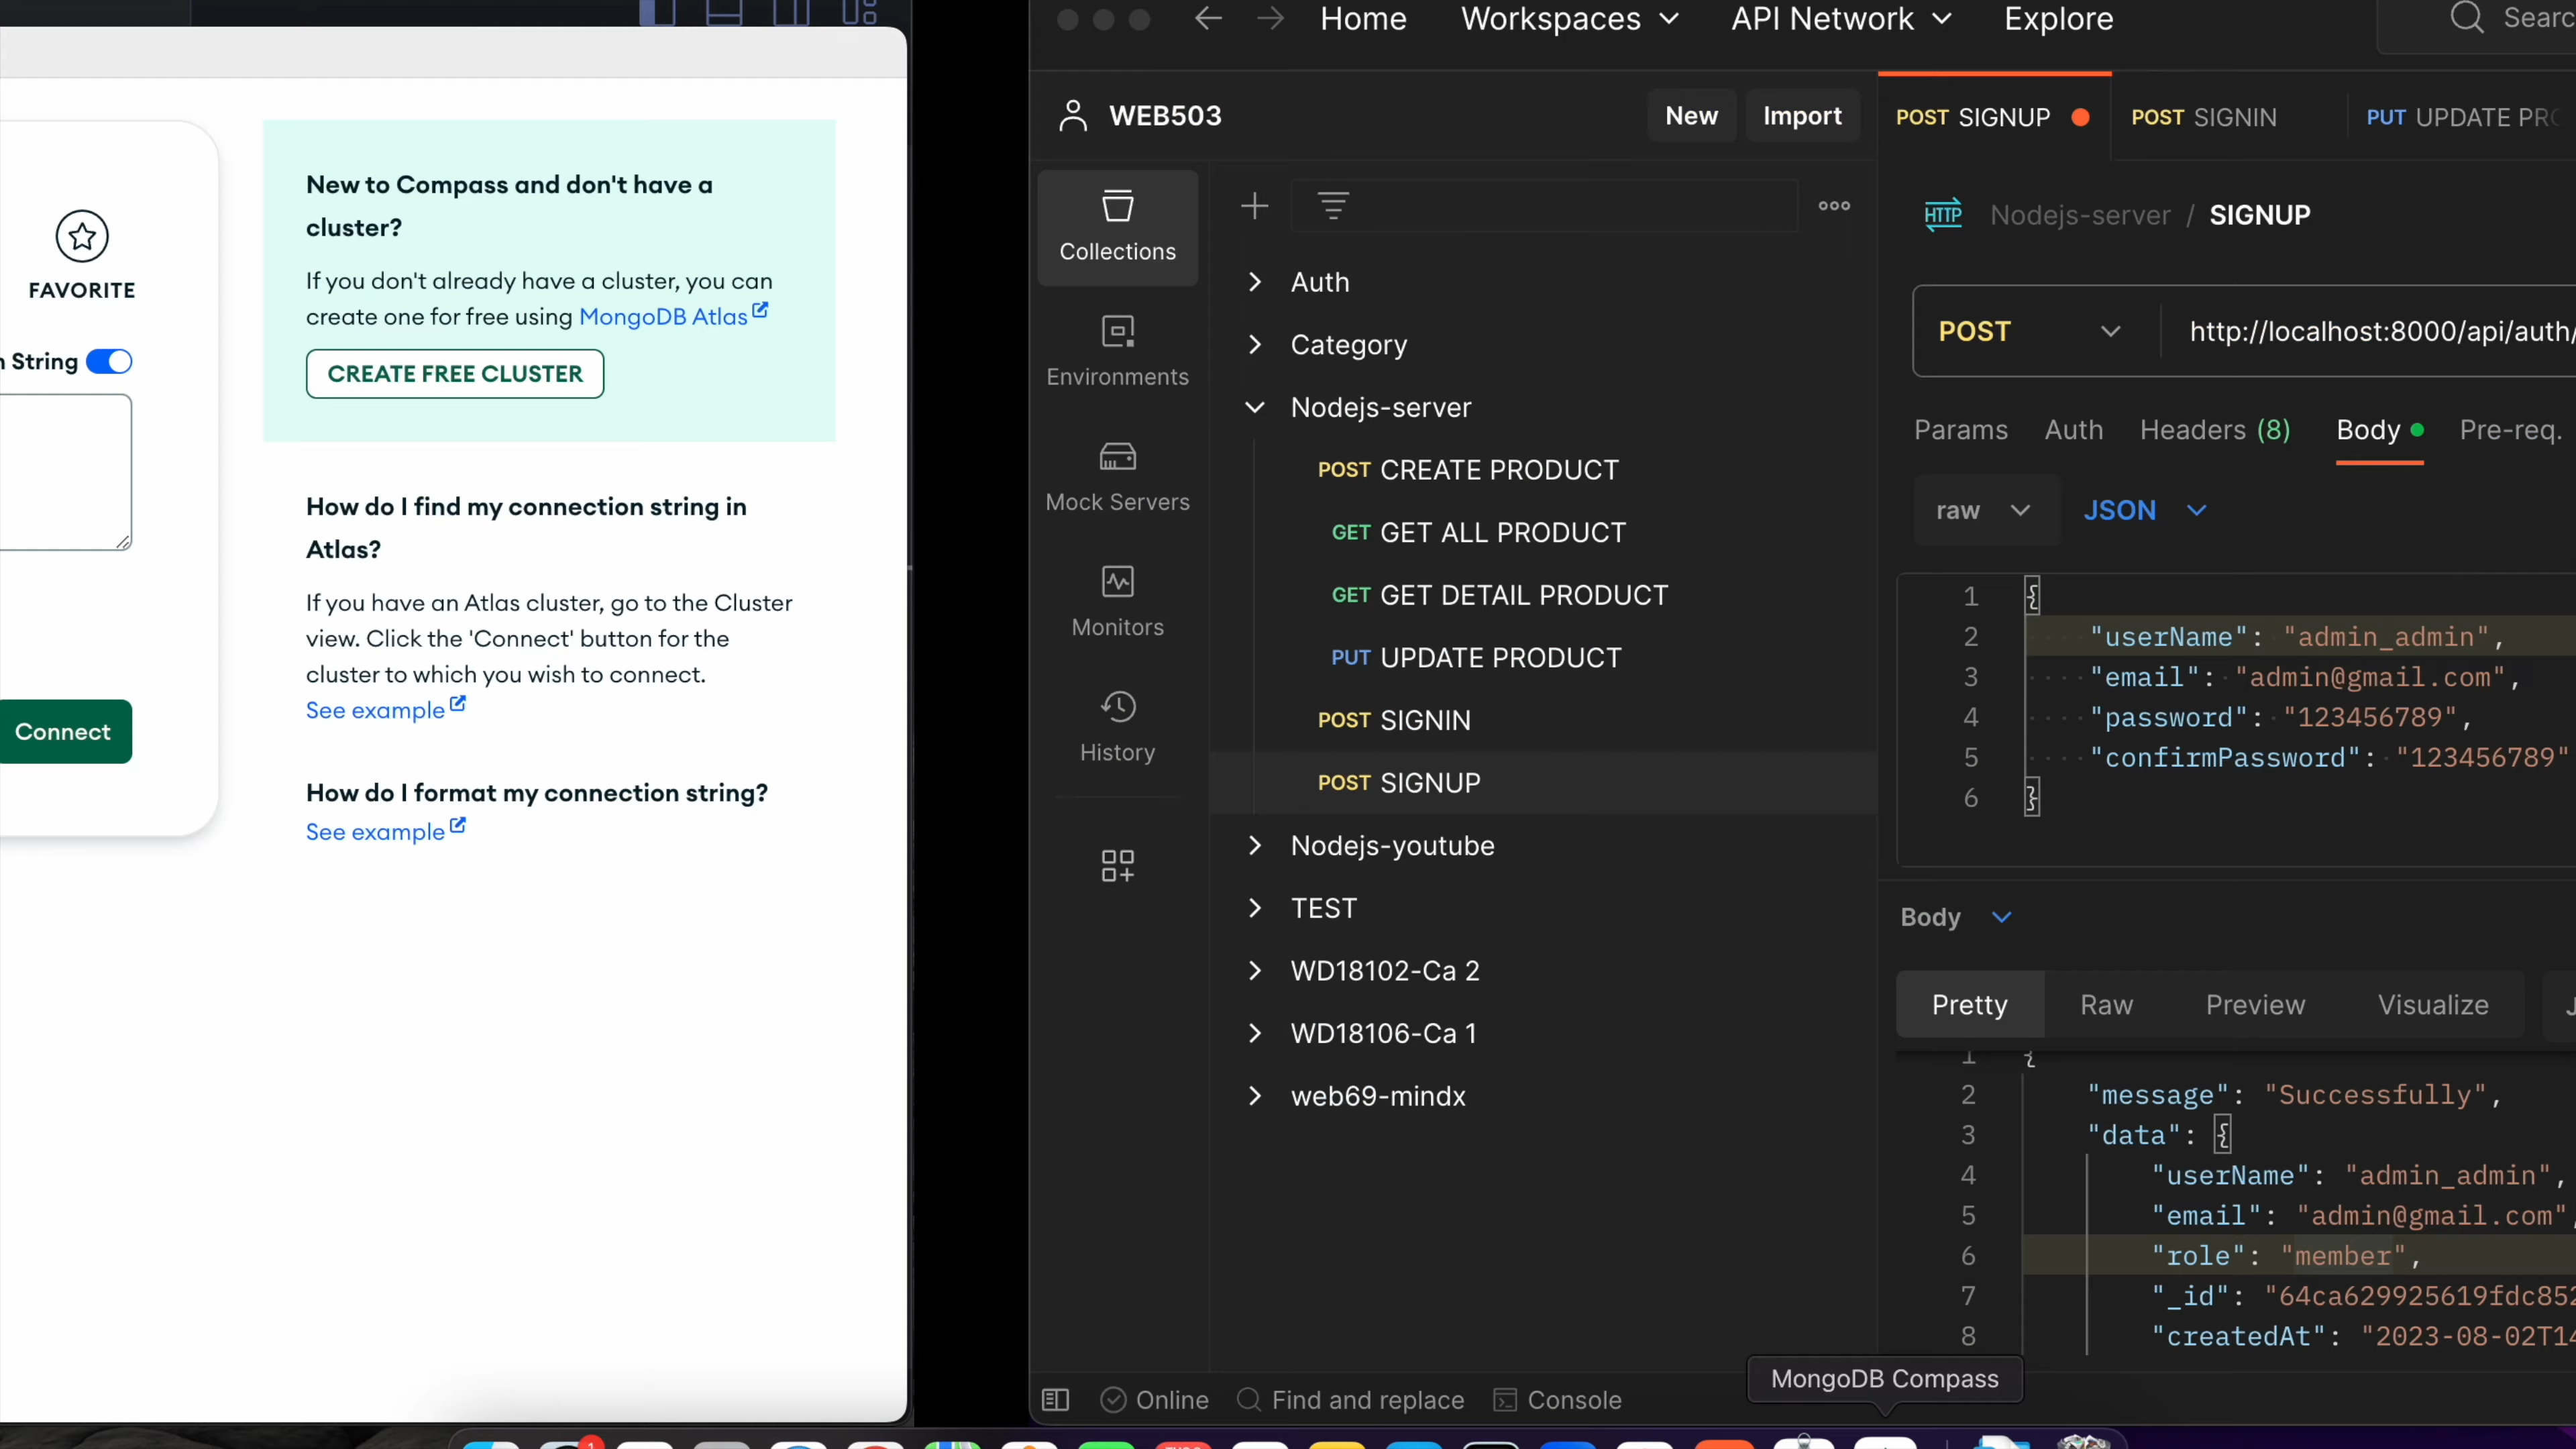 New to Compass and don't have a
cluster?
If you don't already have a cluster, you can
create one for free using MongoDB Atlas
CREATE FREE CLUSTER
FAVORITE
String
How do I find my connection string in
Atlas?
If you have an Atlas cluster, go to the Cluster
view. Click the 'Connect' button for the
cluster to which you wish to connect.
See example
Connect
How do I format my connection string?
See example
Home Workspaces API Network Explore
WEB503
New Import
Collections
Environments
Mock Servers
Monitors
History
Auth
Category
Nodejs-server
POST CREATE PRODUCT
GET GET ALL PRODUCT
GET GET DETAIL PRODUCT
PUT UPDATE PRODUCT
POST SIGNIN
POST SIGNUP
Nodejs-youtube
TEST
WD18102-Ca 2
WD18106-Ca 1
web69-mindx
POST SIGNUP POST SIGNIN PUT UPDATE
HTTP Nodejs-server / SIGNUP
POST http://localhost:8000/api/auth/
Params Auth Headers (8) Body Pre-req.
raw JSON
1 {
2 "userName": "admin_admin",
3 "email": "admin@gmail.com",
4 "password": "123456789",
5 "confirmPassword": "123456789"
6 }
Body
Pretty Raw Preview Visualize
1 {
2 "message": "Successfully",
3 "data": {
4 "userName": "admin_admin",
5 "email": "admin@gmail.com",
6 "role": "member",
7 "_id": "64ca629925619fdc852
8 "createdAt": "2023-08-02T14
MongoDB Compass
Online Find and replace Console
1